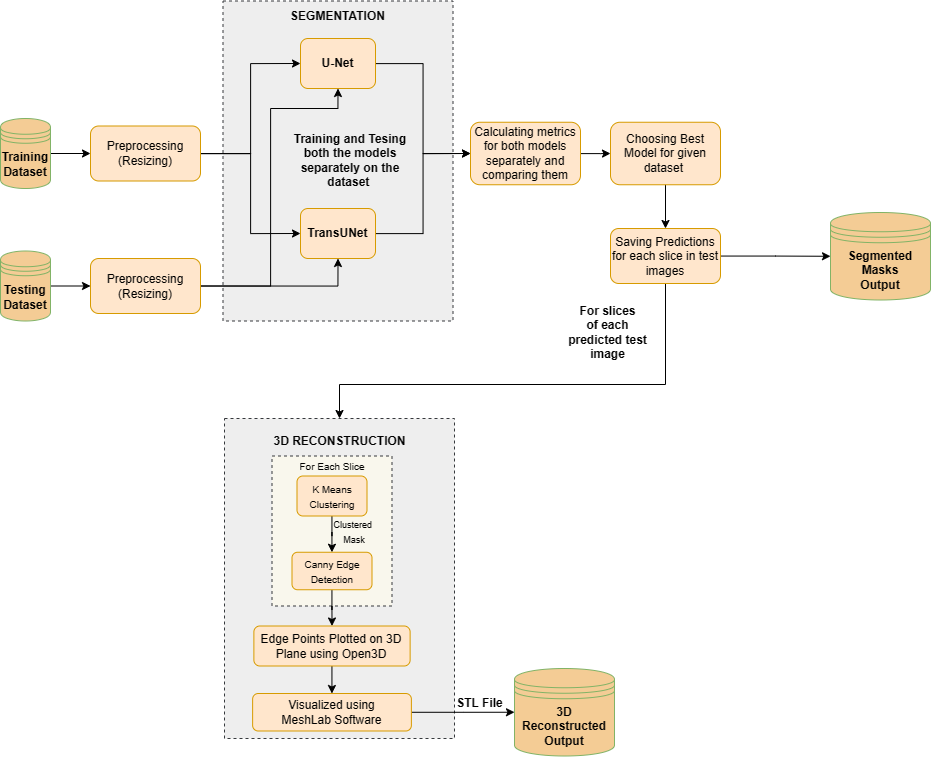 SEGMENTATION
U-Net
Training
Dataset
Preprocessing
(Resizing)
Training and Tesing
both the models
separately on the
dataset
Calculating metrics
for both models
separately and
comparing them
Choosing Best
Model for given
dataset
TransUNet
Testing
Dataset
Preprocessing
(Resizing)
Saving Predictions
for each slice in test
images
Segmented
Masks
Output
For slices
of each
predicted test
image
3D RECONSTRUCTION
For Each Slice
K Means
Clustering
Clustered
Mask
Canny Edge
Detection
Edge Points Plotted on 3D
Plane using Open3D
Visualized using
MeshLab Software
STL File
3D
Reconstructed
Output